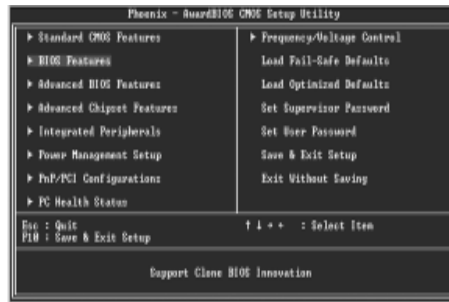 Phoenix - AwardBIOS CMOS Setup Utility
▶ Standard CMOS Features
▶ BIOS Features
▶ Advanced BIOS Features
▶ Advanced Chipset Features
▶ Integrated Peripherals
▶ Power Management Setup
▶ PnP/PCI Configurations
▶ PC Health Status
▶ Frequency/Voltage Control
Load Fail-Safe Defaults
Load Optimized Defaults
Set Supervisor Password
Set User Password
Save & Exit Setup
Exit Without Saving
Esc : Quit
F10 : Save & Exit Setup
↑ ↓ → ← : Select Item
Support Clone BIOS Innovation